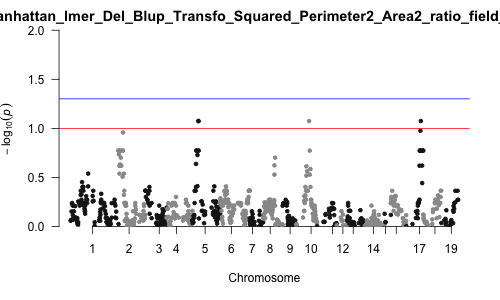 anhattan_lmer_Del_Blup_Transfo_Squared_Perimeter2_Area2_ratio_field_
2.0
1.5
1.0
0.5
0.0
− log10(p)
1 2 3 4 5 6 7 8 9 10 12 14 17 19
Chromosome